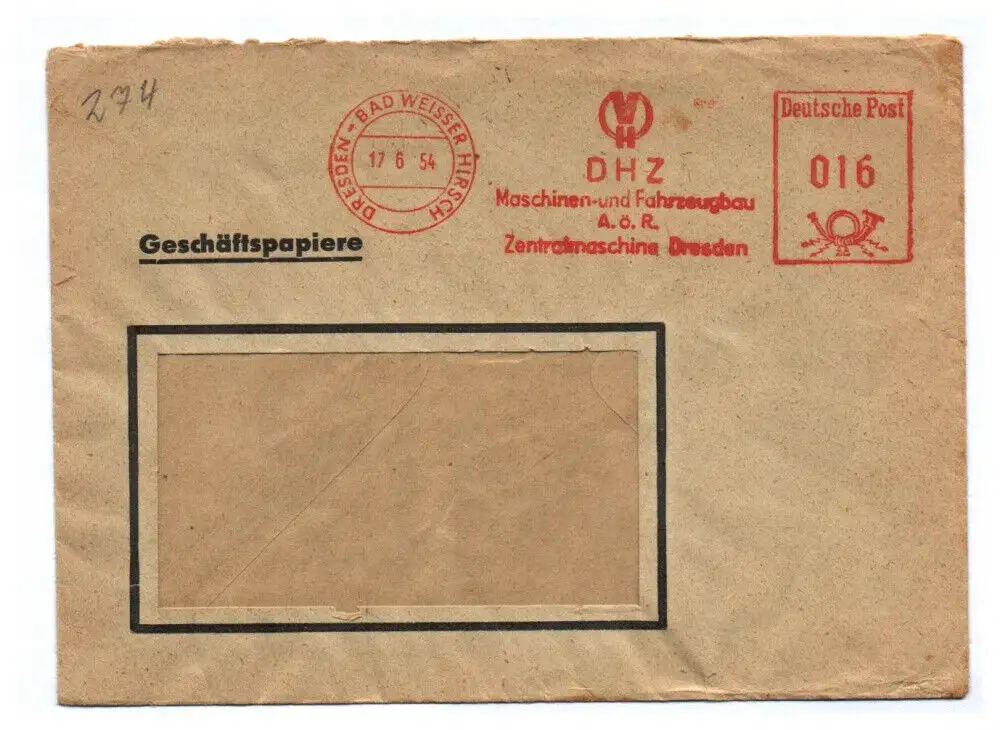 274
DRESDEN - BAD WEISSER HIRSCH
17 6 54
DHZ
Maschinen-und Fahrzeugbau
A.ö.R.
Zentralmaschine Dresden
Deutsche Post
016
Geschäftspapiere